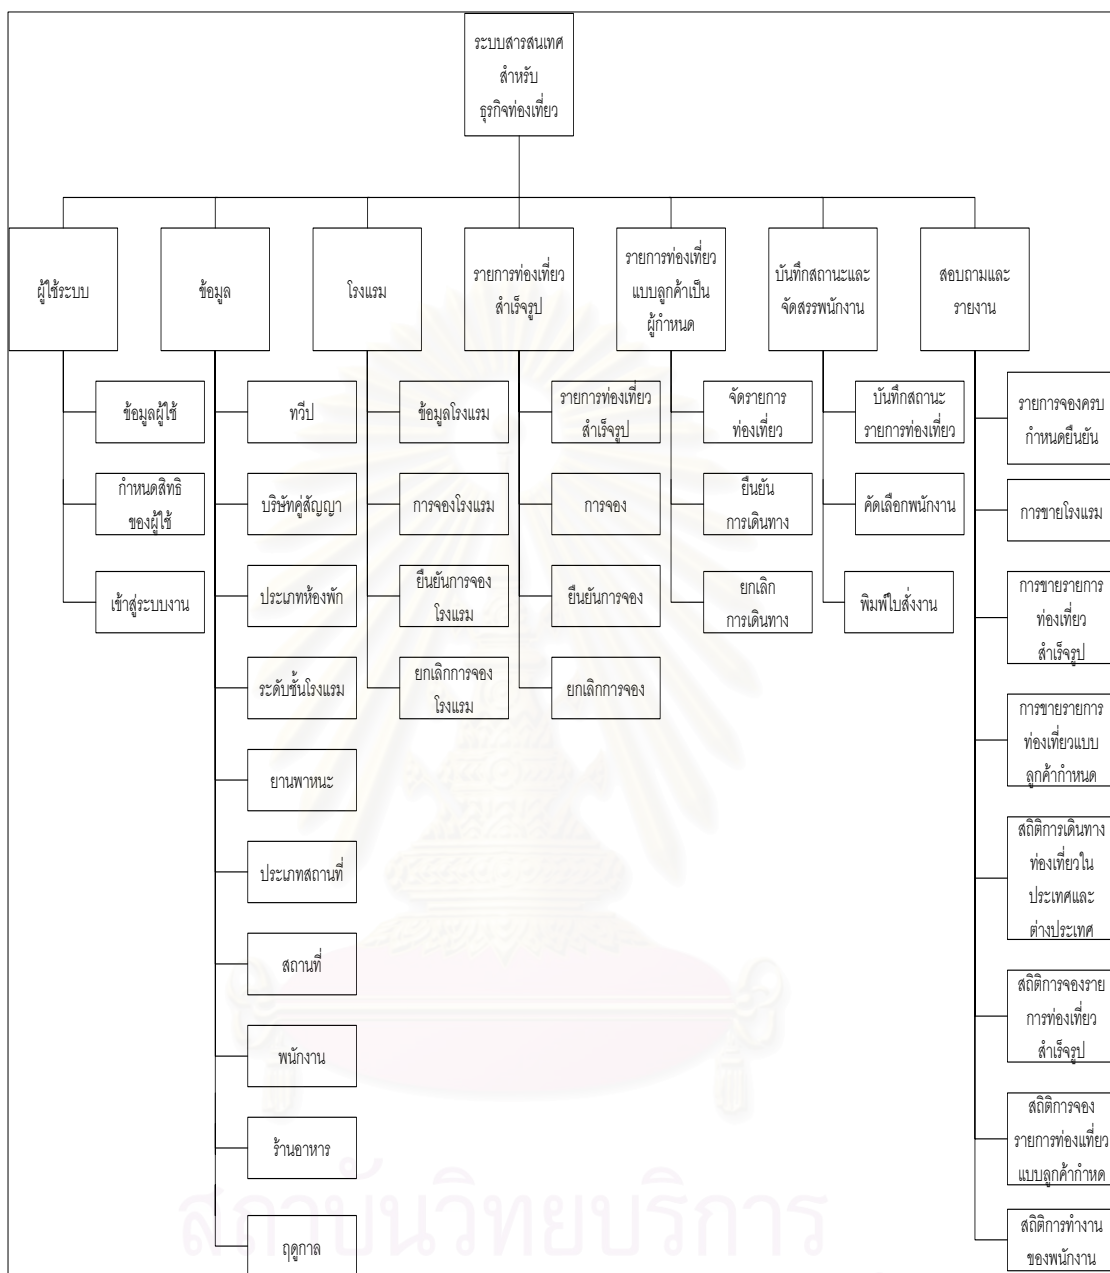 ระบบสารสนเทศ
สำหรับ
ธุรกิจท่องเที่ยว
ผู้ใช้ระบบ
ข้อมูล
โรงแรม
รายการท่องเที่ยว
สำเร็จรูป
รายการท่องเที่ยว
แบบลูกค้าเป็น
ผู้กำหนด
บันทึกสถานะและ
จัดสรรพนักงาน
สอบถามและ
รายงาน
ข้อมูลผู้ใช้
กำหนดสิทธิ
ของผู้ใช้
เข้าสู่ระบบงาน
ทวีป
บริษัทคู่สัญญา
ประเภทห้องพัก
ระดับชั้นโรงแรม
ยานพาหนะ
ประเภทสถานที่
สถานที่
พนักงาน
ร้านอาหาร
ฤดูกาล
ข้อมูลโรงแรม
การจองโรงแรม
ยืนยันการจอง
โรงแรม
ยกเลิกการจอง
โรงแรม
รายการท่องเที่ยว
สำเร็จรูป
การจอง
ยืนยันการจอง
ยกเลิกการจอง
จัดรายการ
ท่องเที่ยว
ยืนยัน
การเดินทาง
ยกเลิก
การเดินทาง
บันทึกสถานะ
รายการท่องเที่ยว
คัดเลือกพนักงาน
พิมพ์ใบสั่งงาน
รายการจองครบ
กำหนดยืนยัน
การขายโรงแรม
การขายรายการ
ท่องเที่ยว
สำเร็จรูป
การขายรายการ
ท่องเที่ยวแบบ
ลูกค้ากำหนด
สถิติการเดินทาง
ท่องเที่ยวใน
ประเทศและ
ต่างประเทศ
สถิติการจองราย
การท่องเที่ยว
สำเร็จรูป
สถิติการจอง
รายการท่องแที่ยว
แบบลูกค้ากำหด
สถิติการทำงาน
ของพนักงาน
สถาบันวิทยบริการ